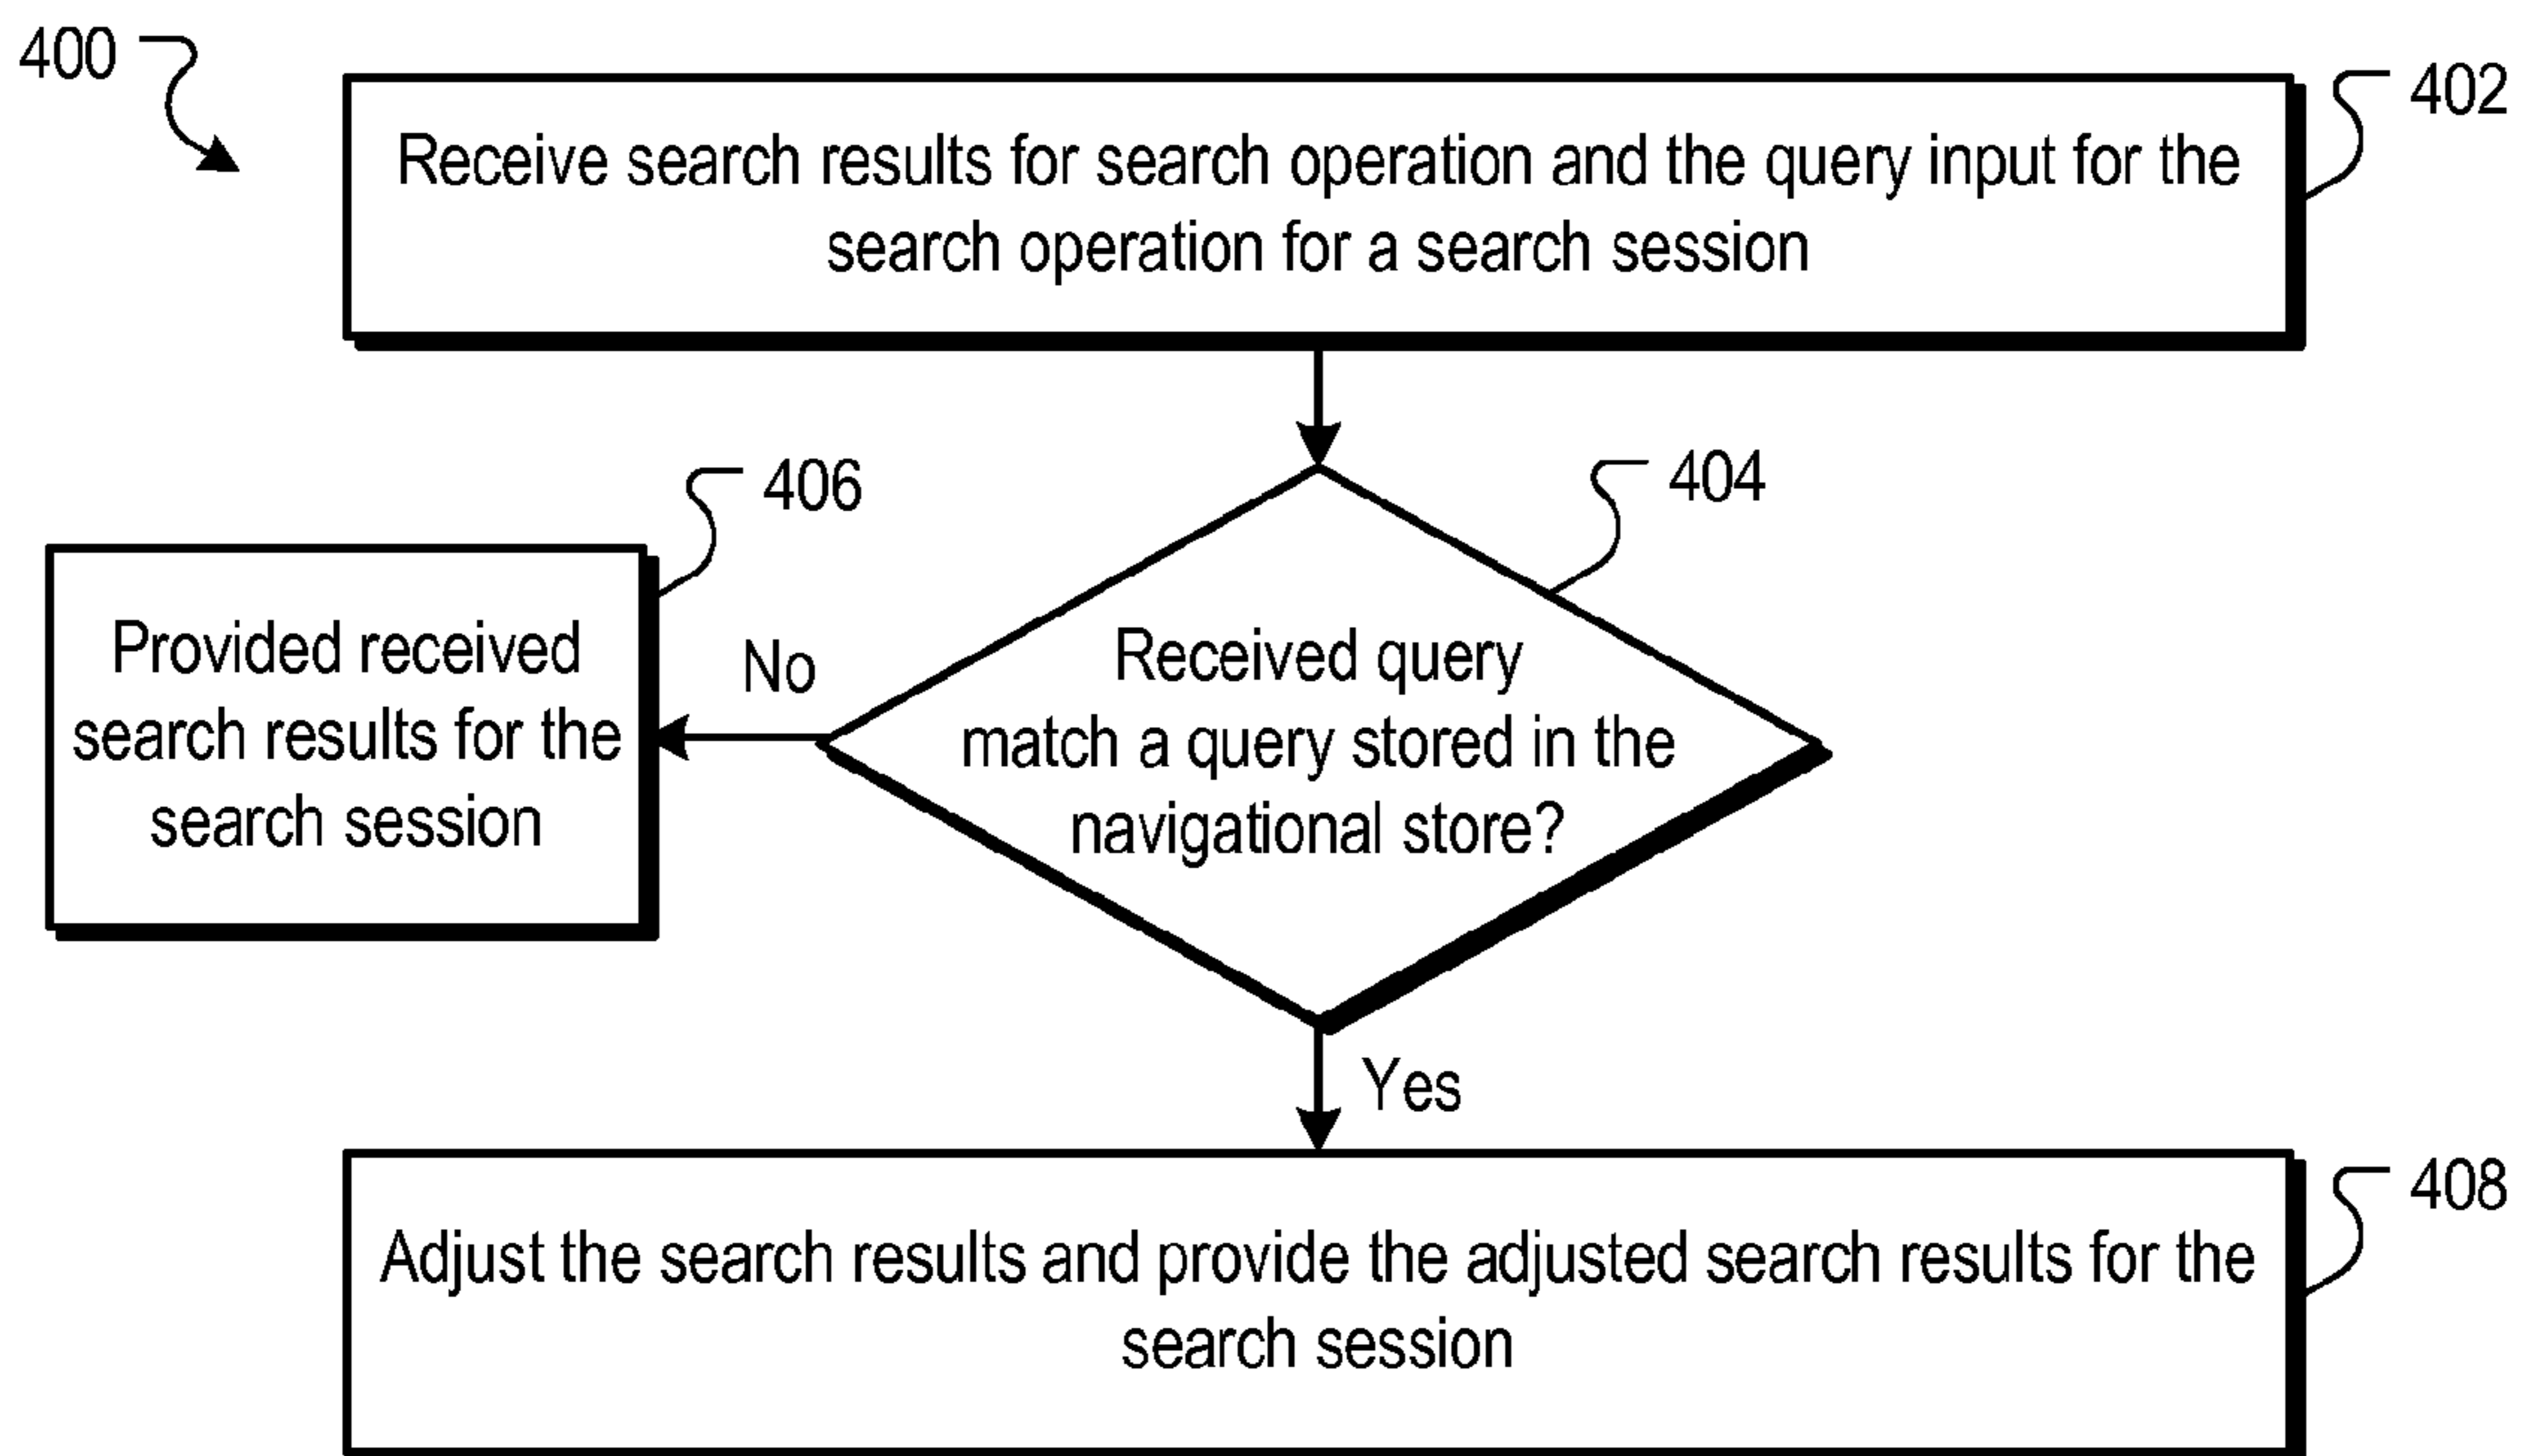 400
402
Receive search results for search operation and the query input for the
search operation for a search session
406
404
Provided received
search results for the
search session
No
Received query
match a query stored in the
navigational store?
Yes
408
Adjust the search results and provide the adjusted search results for the
search session